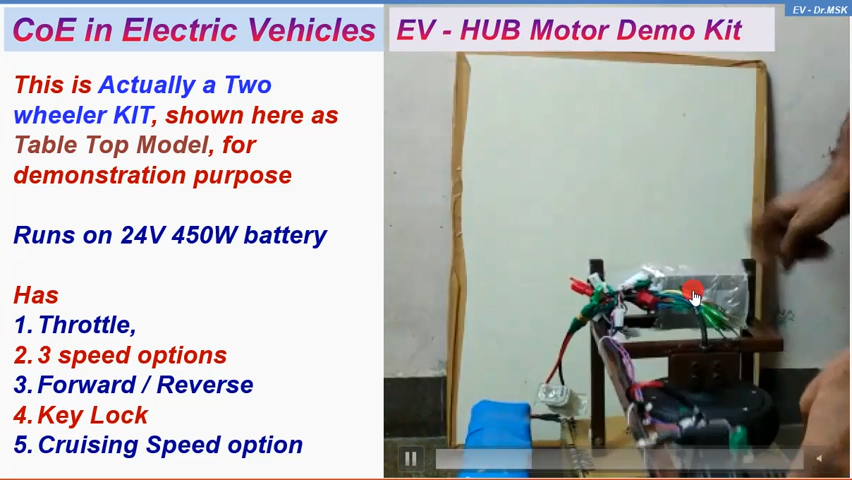 EV - Dr.MSK
CoE in Electric Vehicles
EV - HUB Motor Demo Kit
This is Actually a Two
wheeler KIT, shown here as
Table Top Model, for
demonstration purpose
Runs on 24V 450W battery
Has
1. Throttle,
2. 3 speed options
3. Forward / Reverse
4. Key Lock
5. Cruising Speed option